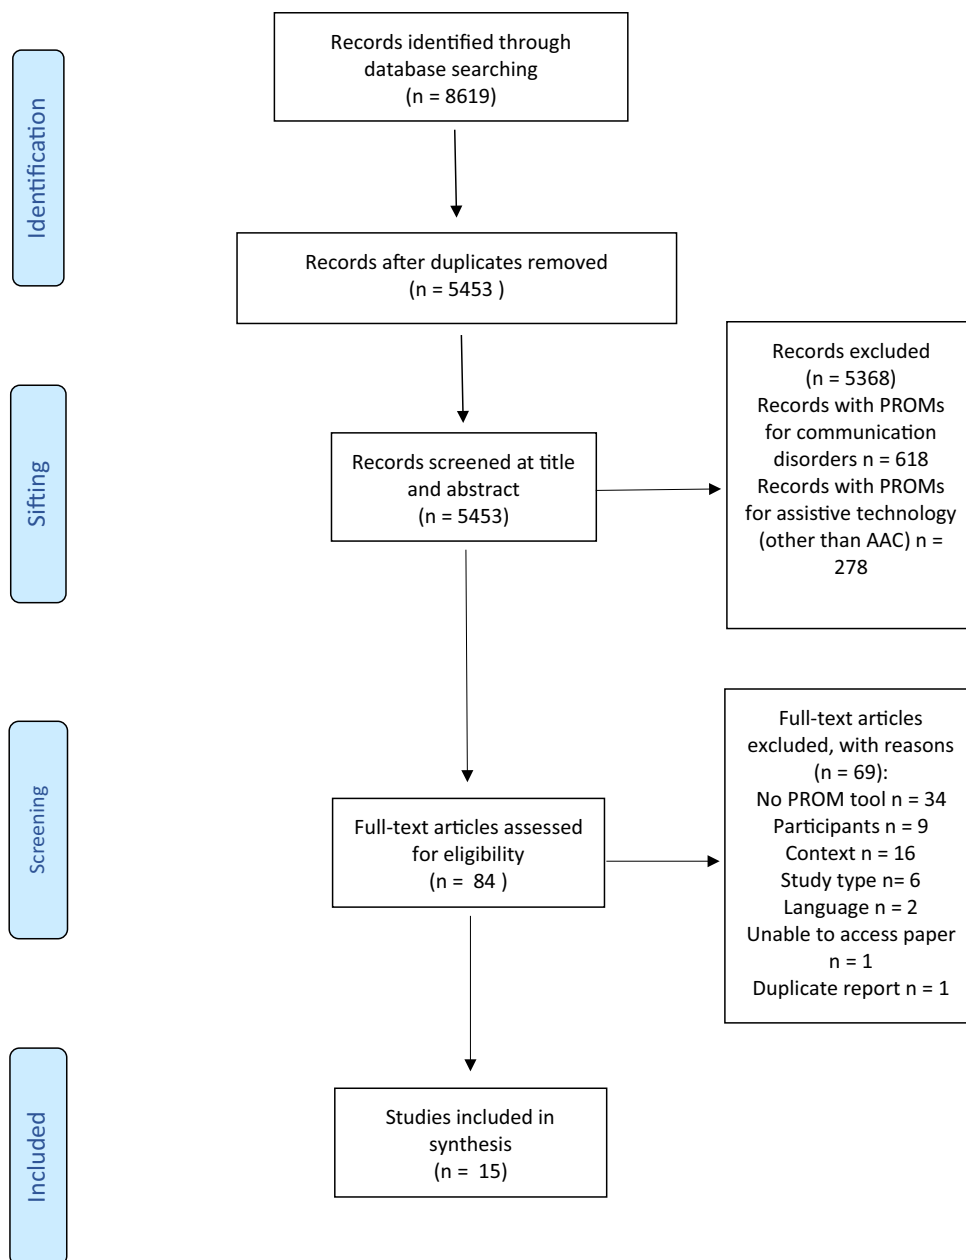 Identification
Records identified through
database searching
(n = 8619)
Records after duplicates removed
(n = 5453 )
Sifting
Records screened at title
and abstract
(n = 5453)
Records excluded
(n = 5368)
Records with PROMs
for communication
disorders n = 618
Records with PROMs
for assistive technology
(other than AAC) n =
278
Screening
Full-text articles assessed
for eligibility
(n =  84 )
Full-text articles
excluded, with reasons
(n = 69):
No PROM tool n = 34
Participants n = 9
Context n = 16
Study type n= 6
Language n = 2
Unable to access paper
n = 1
Duplicate report n = 1
Included
Studies included in
synthesis
(n =  15)